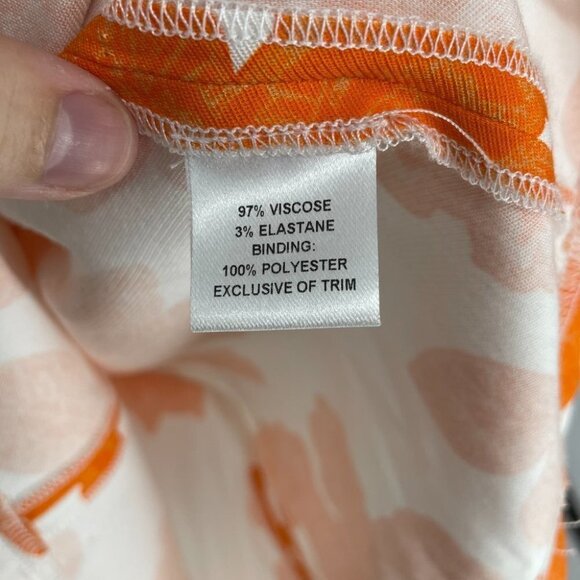 97% VISCOSE
3% ELASTANE
BINDING:
100% POLYESTER
EXCLUSIVE OF TRIM